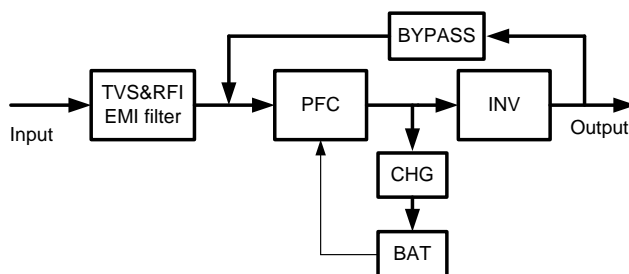 BYPASS
TVS&RFI
EMI filter
PFC
INV
Input
Output
CHG
BAT